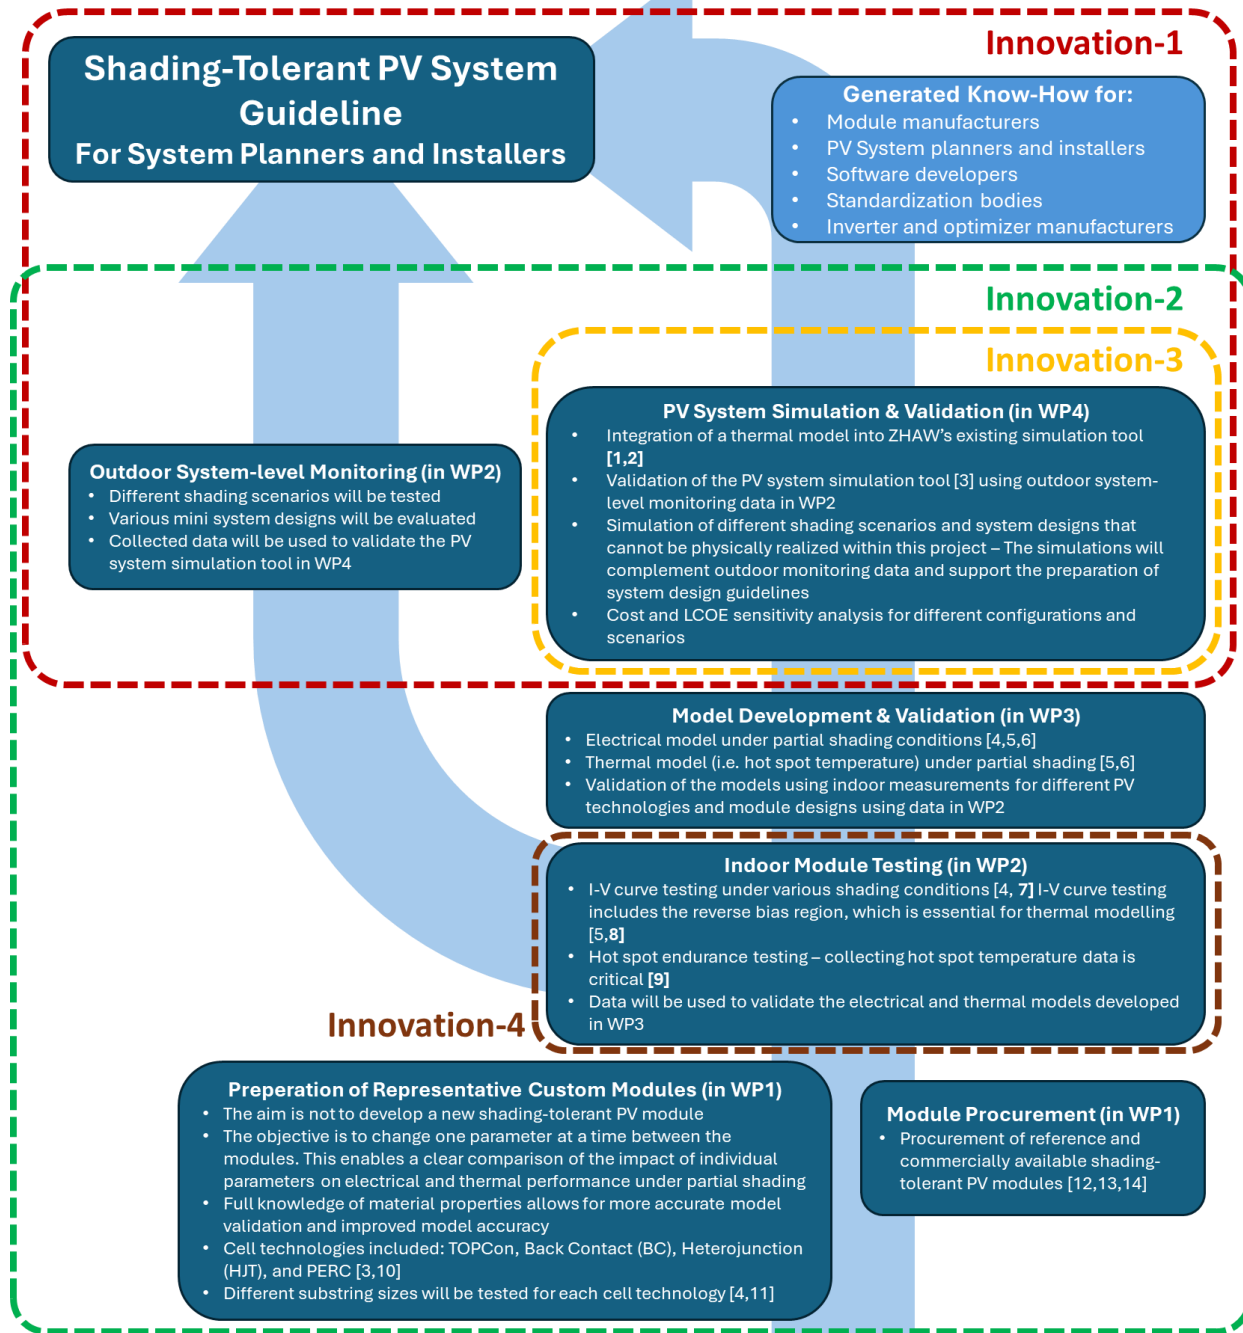 Innovation-1
Shading-Tolerant PV System
Guideline
For System Planners and Installers
Generated Know-How for:
• Module manufacturers
• PV System planners and installers
• Software developers
• Standardization bodies
• Inverter and optimizer manufacturers
Innovation-2
Innovation-3
PV System Simulation & Validation (in WP4)
• Integration of a thermal model into ZHAW's existing simulation tool
[1,2]
• Validation of the PV system simulation tool [3] using outdoor system-
level monitoring data in WP2
• Simulation of different shading scenarios and system designs that
cannot be physically realized within this project – The simulations will
complement outdoor monitoring data and support the preparation of
system design guidelines
• Cost and LCOE sensitivity analysis for different configurations and
scenarios
Outdoor System-level Monitoring (in WP2)
• Different shading scenarios will be tested
• Various mini system designs will be evaluated
• Collected data will be used to validate the PV
system simulation tool in WP4
Model Development & Validation (in WP3)
• Electrical model under partial shading conditions [4,5,6]
• Thermal model (i.e. hot spot temperature) under partial shading [5,6]
• Validation of the models using indoor measurements for different PV
technologies and module designs using data in WP2
Indoor Module Testing (in WP2)
• I-V curve testing under various shading conditions [4, 7] I-V curve testing
includes the reverse bias region, which is essential for thermal modelling
[5,8]
• Hot spot endurance testing – collecting hot spot temperature data is
critical [9]
• Data will be used to validate the electrical and thermal models developed
in WP3
Innovation-4
Preperation of Representative Custom Modules (in WP1)
• The aim is not to develop a new shading-tolerant PV module
• The objective is to change one parameter at a time between the
modules. This enables a clear comparison of the impact of individual
parameters on electrical and thermal performance under partial shading
• Full knowledge of material properties allows for more accurate model
validation and improved model accuracy
• Cell technologies included: TOPCon, Back Contact (BC), Heterojunction
(HJT), and PERC [3,10]
• Different substring sizes will be tested for each cell technology [4,11]
Module Procurement (in WP1)
• Procurement of reference and
commercially available shading-
tolerant PV modules [12,13,14]